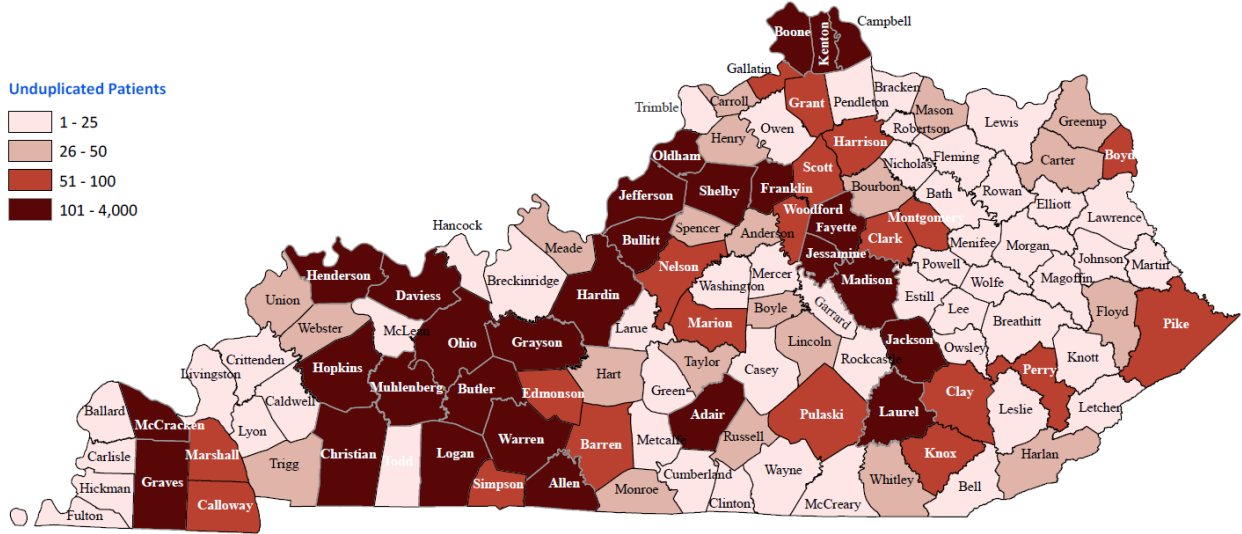 Unduplicated Patients
1 - 25
26 - 50
51 - 100
101 - 4,000
Campbell
Boone
Kenton
Gallatin
Bracken
Trimble
Carroll
Grant
Pendleton
Mason
Lewis
Greenup
Owen
Robertson
Henry
Harrison
Boyd
Oldham
Scott
Nicholas
Fleming
Carter
Jefferson
Shelby
Franklin
Bourbon
Rowan
Bath
Elliott
Woodford
Fayette
Montgomery
Lawrence
Hancock
Spencer
Anderson
Clark
Meade
Bullitt
Jessamine
Menifee
Morgan
Johnson
Martin
Henderson
Breckinridge
Nelson
Mercer
Powell
Washington
Madison
Wolfe
Magoffin
Daviess
Hardin
Union
Garrard
Estill
Lee
Floyd
Webster
McLean
Larue
Marion
Boyle
Breathitt
Pike
Ohio
Grayson
Lincoln
Jackson
Owsley
Crittenden
Hopkins
Taylor
Rockcastle
Knott
Livingston
Hart
Casey
Perry
Muhlenberg
Butler
Edmonson
Green
Clay
Caldwell
Leslie
Letcher
Ballard
McCracken
Adair
Pulaski
Laurel
Lyon
Warren
Russell
Carlisle
Marshall
Christian
Todd
Logan
Barren
Metcalfe
Knox
Harlan
Trigg
Wayne
Graves
Simpson
Allen
Cumberland
Whitley
Hickman
Monroe
Bell
Calloway
Clinton
McCreary
Fulton